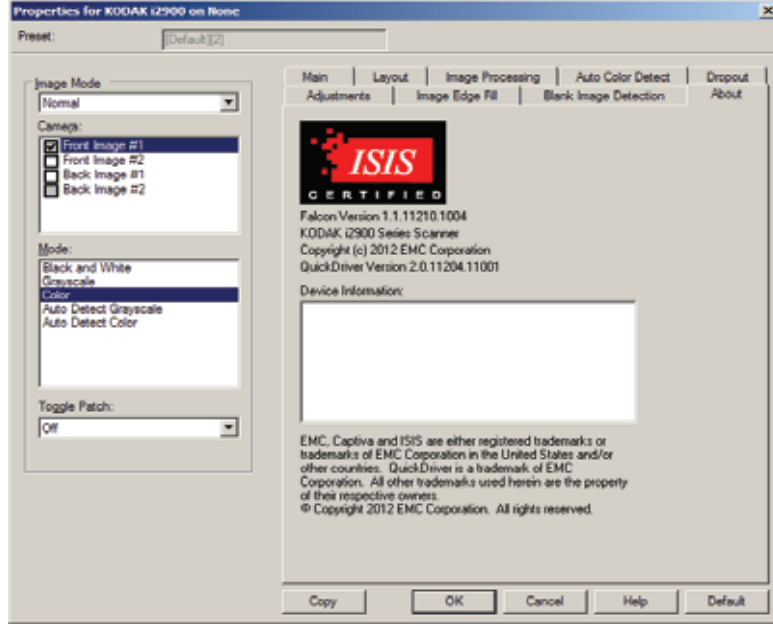 Properties for KODAK i2900 on None
Preset:
[Default][2]
Image Mode
Normal
Camera:
Front Image #1
Front Image #2
Back Image #1
Back Image #2
Mode:
Black and White
Grayscale
Color
Auto Detect Grayscale
Auto Detect Color
Toggle Patch:
Off
Main
Layout
Image Processing
Auto Color Detect
Dropout
Adjustments
Image Edge Fill
Blank Image Detection
About
ISIS
CERTIFIED
Falcon Version 1.1.11210.1004
KODAK i2900 Series Scanner
Copyright (c) 2012 EMC Corporation
QuickDriver Version 2.0.11204.11001
Device Information:
EMC, Captiva and ISIS are either registered trademarks or
trademarks of EMC Corporation in the United States and/or
other countries. QuickDriver is a trademark of EMC
Corporation. All other trademarks used herein are the property
of their respective owners.
© Copyright 2012 EMC Corporation. All rights reserved.
Copy
OK
Cancel
Help
Default